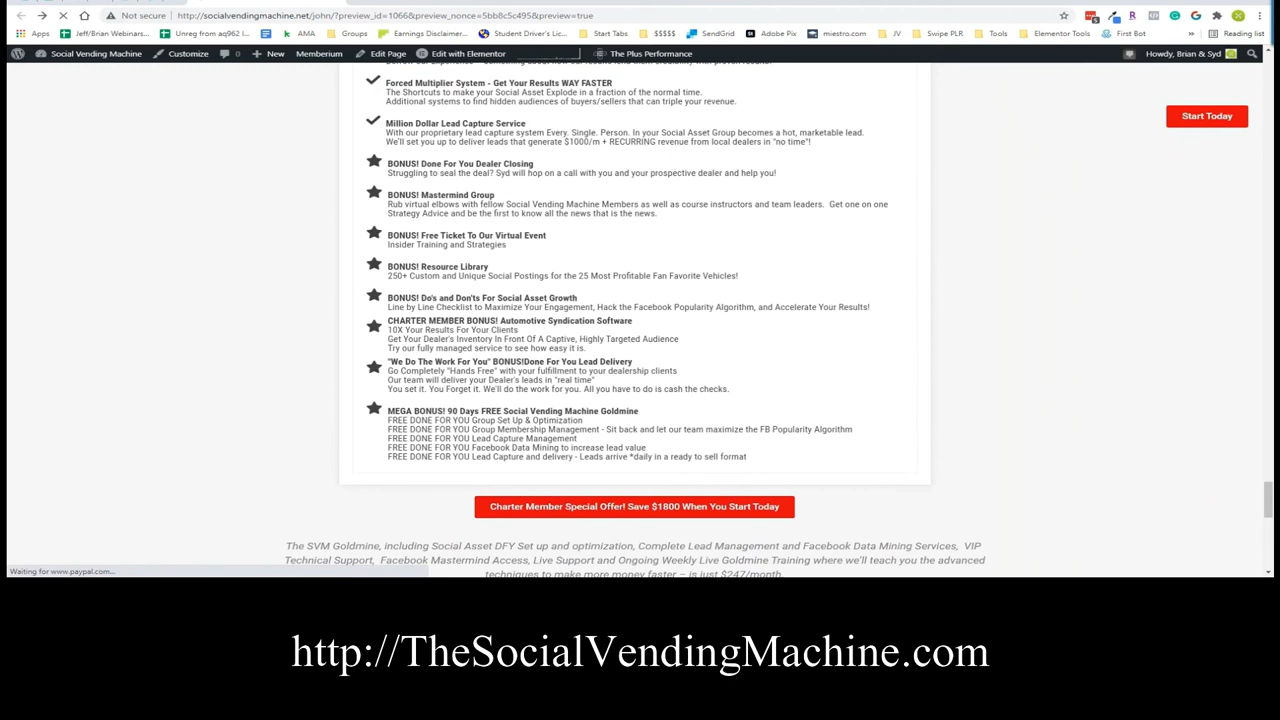 Not secure | http://socialvendingmachine.net/john/?preview_id=1066&preview_nonce=5bb8c5c495&preview=true
Apps Jeff/Brian Webinars... Unreg from aq962 l... AMA Groups Earnings Disclaimer... Student Driver's Lic... Start Tabs $$$$$ SendGrid Adobe Pix miestro.com JV Swipe PLR Tools Elementor Tools First Bot » Reading list
Social Vending Machine Customize 0 New Memberium Edit Page Edit with Elementor The Plus Performance Howdy, Brian & Syd
Start Today
Forced Multiplier System - Get Your Results WAY FASTER
The Shortcuts to make your Social Asset Explode in a fraction of the normal time.
Additional systems to find hidden audiences of buyers/sellers that can triple your revenue.
Million Dollar Lead Capture Service
With our proprietary lead capture system Every. Single. Person. In your Social Asset Group becomes a hot, marketable lead.
We'll set you up to deliver leads that generate $1000/m + RECURRING revenue from local dealers in "no time"!
BONUS! Done For You Dealer Closing
Struggling to seal the deal? Syd will hop on a call with you and your prospective dealer and help you!
BONUS! Mastermind Group
Rub virtual elbows with fellow Social Vending Machine Members as well as course instructors and team leaders. Get one on one
Strategy Advice and be the first to know all the news that is the news.
BONUS! Free Ticket To Our Virtual Event
Insider Training and Strategies
BONUS! Resource Library
250+ Custom and Unique Social Postings for the 25 Most Profitable Fan Favorite Vehicles!
BONUS! Do's and Don'ts For Social Asset Growth
Line by Line Checklist to Maximize Your Engagement, Hack the Facebook Popularity Algorithm, and Accelerate Your Results!
CHARTER MEMBER BONUS! Automotive Syndication Software
10X Your Results For Your Clients
Get Your Dealer's Inventory In Front Of A Captive, Highly Targeted Audience
Try our fully managed service to see how easy it is.
"We Do The Work For You" BONUS!Done For You Lead Delivery
Go Completely "Hands Free" with your fulfillment to your dealership clients
Our team will deliver your Dealer's leads in "real time"
You set it. You Forget it. We'll do the work for you. All you have to do is cash the checks.
MEGA BONUS! 90 Days FREE Social Vending Machine Goldmine
FREE DONE FOR YOU Group Set Up & Optimization
FREE DONE FOR YOU Group Membership Management - Sit back and let our team maximize the FB Popularity Algorithm
FREE DONE FOR YOU Lead Capture Management
FREE DONE FOR YOU Facebook Data Mining to increase lead value
FREE DONE FOR YOU Lead Capture and delivery - Leads arrive *daily in a ready to sell format
Charter Member Special Offer! Save $1800 When You Start Today
The SVM Goldmine, including Social Asset DFY Set up and optimization, Complete Lead Management and Facebook Data Mining Services, VIP
Technical Support, Facebook Mastermind Access, Live Support and Ongoing Weekly Live Goldmine Training where we'll teach you the advanced
techniques to make more money faster – is just $247/month.
Waiting for www.paypal.com...
http://TheSocialVendingMachine.com